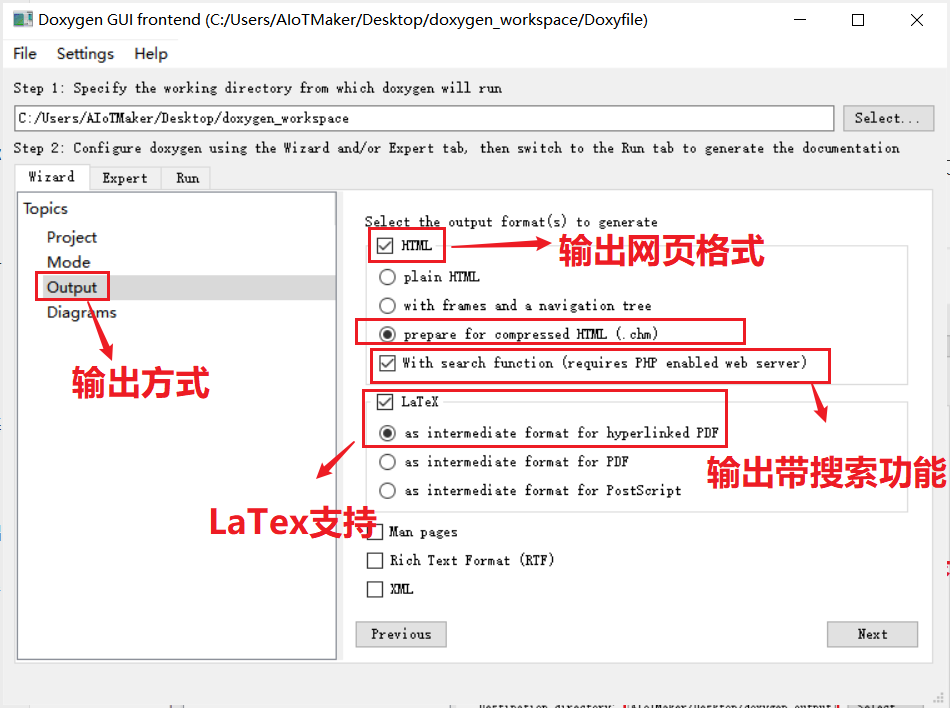 Doxygen GUI frontend (C:/Users/AIoTMaker/Desktop/doxygen_workspace/Doxyfile)
File Settings Help
Step 1: Specify the working directory from which doxygen will run
C:/Users/AIoTMaker/Desktop/doxygen_workspace Select...
Step 2: Configure doxygen using the Wizard and/or Expert tab, then switch to the Run tab to generate the documentation
Wizard Expert Run
Topics
Project
Mode
Output
Diagrams
输出方式
Select the output format(s) to generate
HTML
输出网页格式
plain HTML
with frames and a navigation tree
prepare for compressed HTML (.chm)
With search function (requires PHP enabled web server)
LaTeX
as intermediate format for hyperlinked PDF
as intermediate format for PDF
输出带搜索功能
as intermediate format for PostScript
LaTex支持
Man pages
Rich Text Format (RTF)
XML
Previous Next